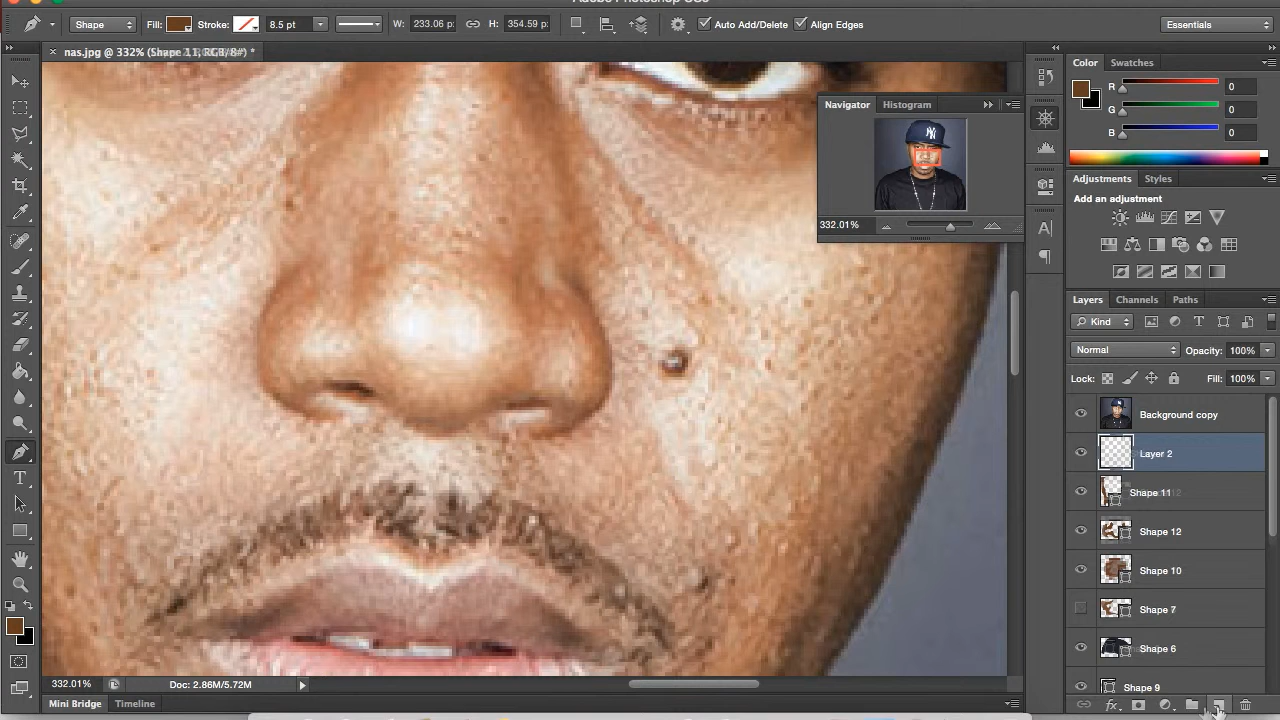 Shape Fill: Stroke: 8.5 pt W: 233.06 p: H: 354.59 p: Auto Add/Delete Align Edges Essentials
nas.jpg @ 332% (Shape 11, RGB/8#) *
Color Swatches
R 0
G 0
B 0
Navigator Histogram
332.01%
Adjustments Styles
Add an adjustment
Layers Channels Paths
Kind
Normal Opacity: 100%
Lock: Fill: 100%
Background copy
Layer 2
Shape 11
Shape 12
Shape 10
Shape 7
Shape 6
Shape 9
332.01% Doc: 2.86M/5.72M
Mini Bridge Timeline